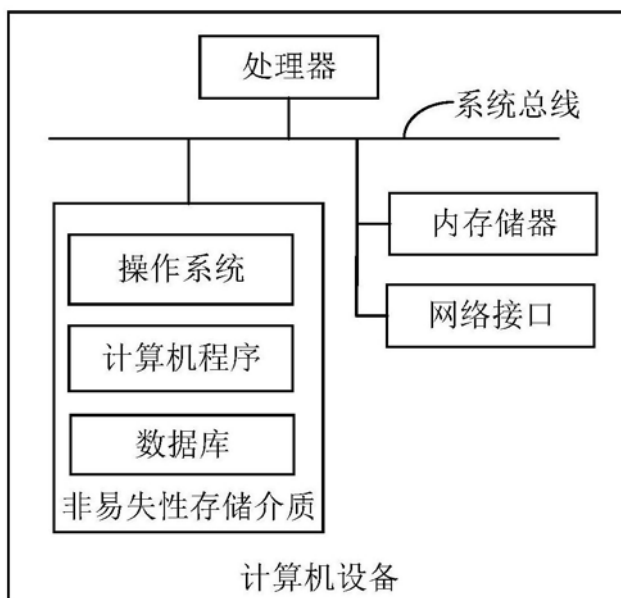 处理器
系统总线
内存储器
操作系统
网络接口
计算机程序
数据库
非易失性存储介质
计算机设备